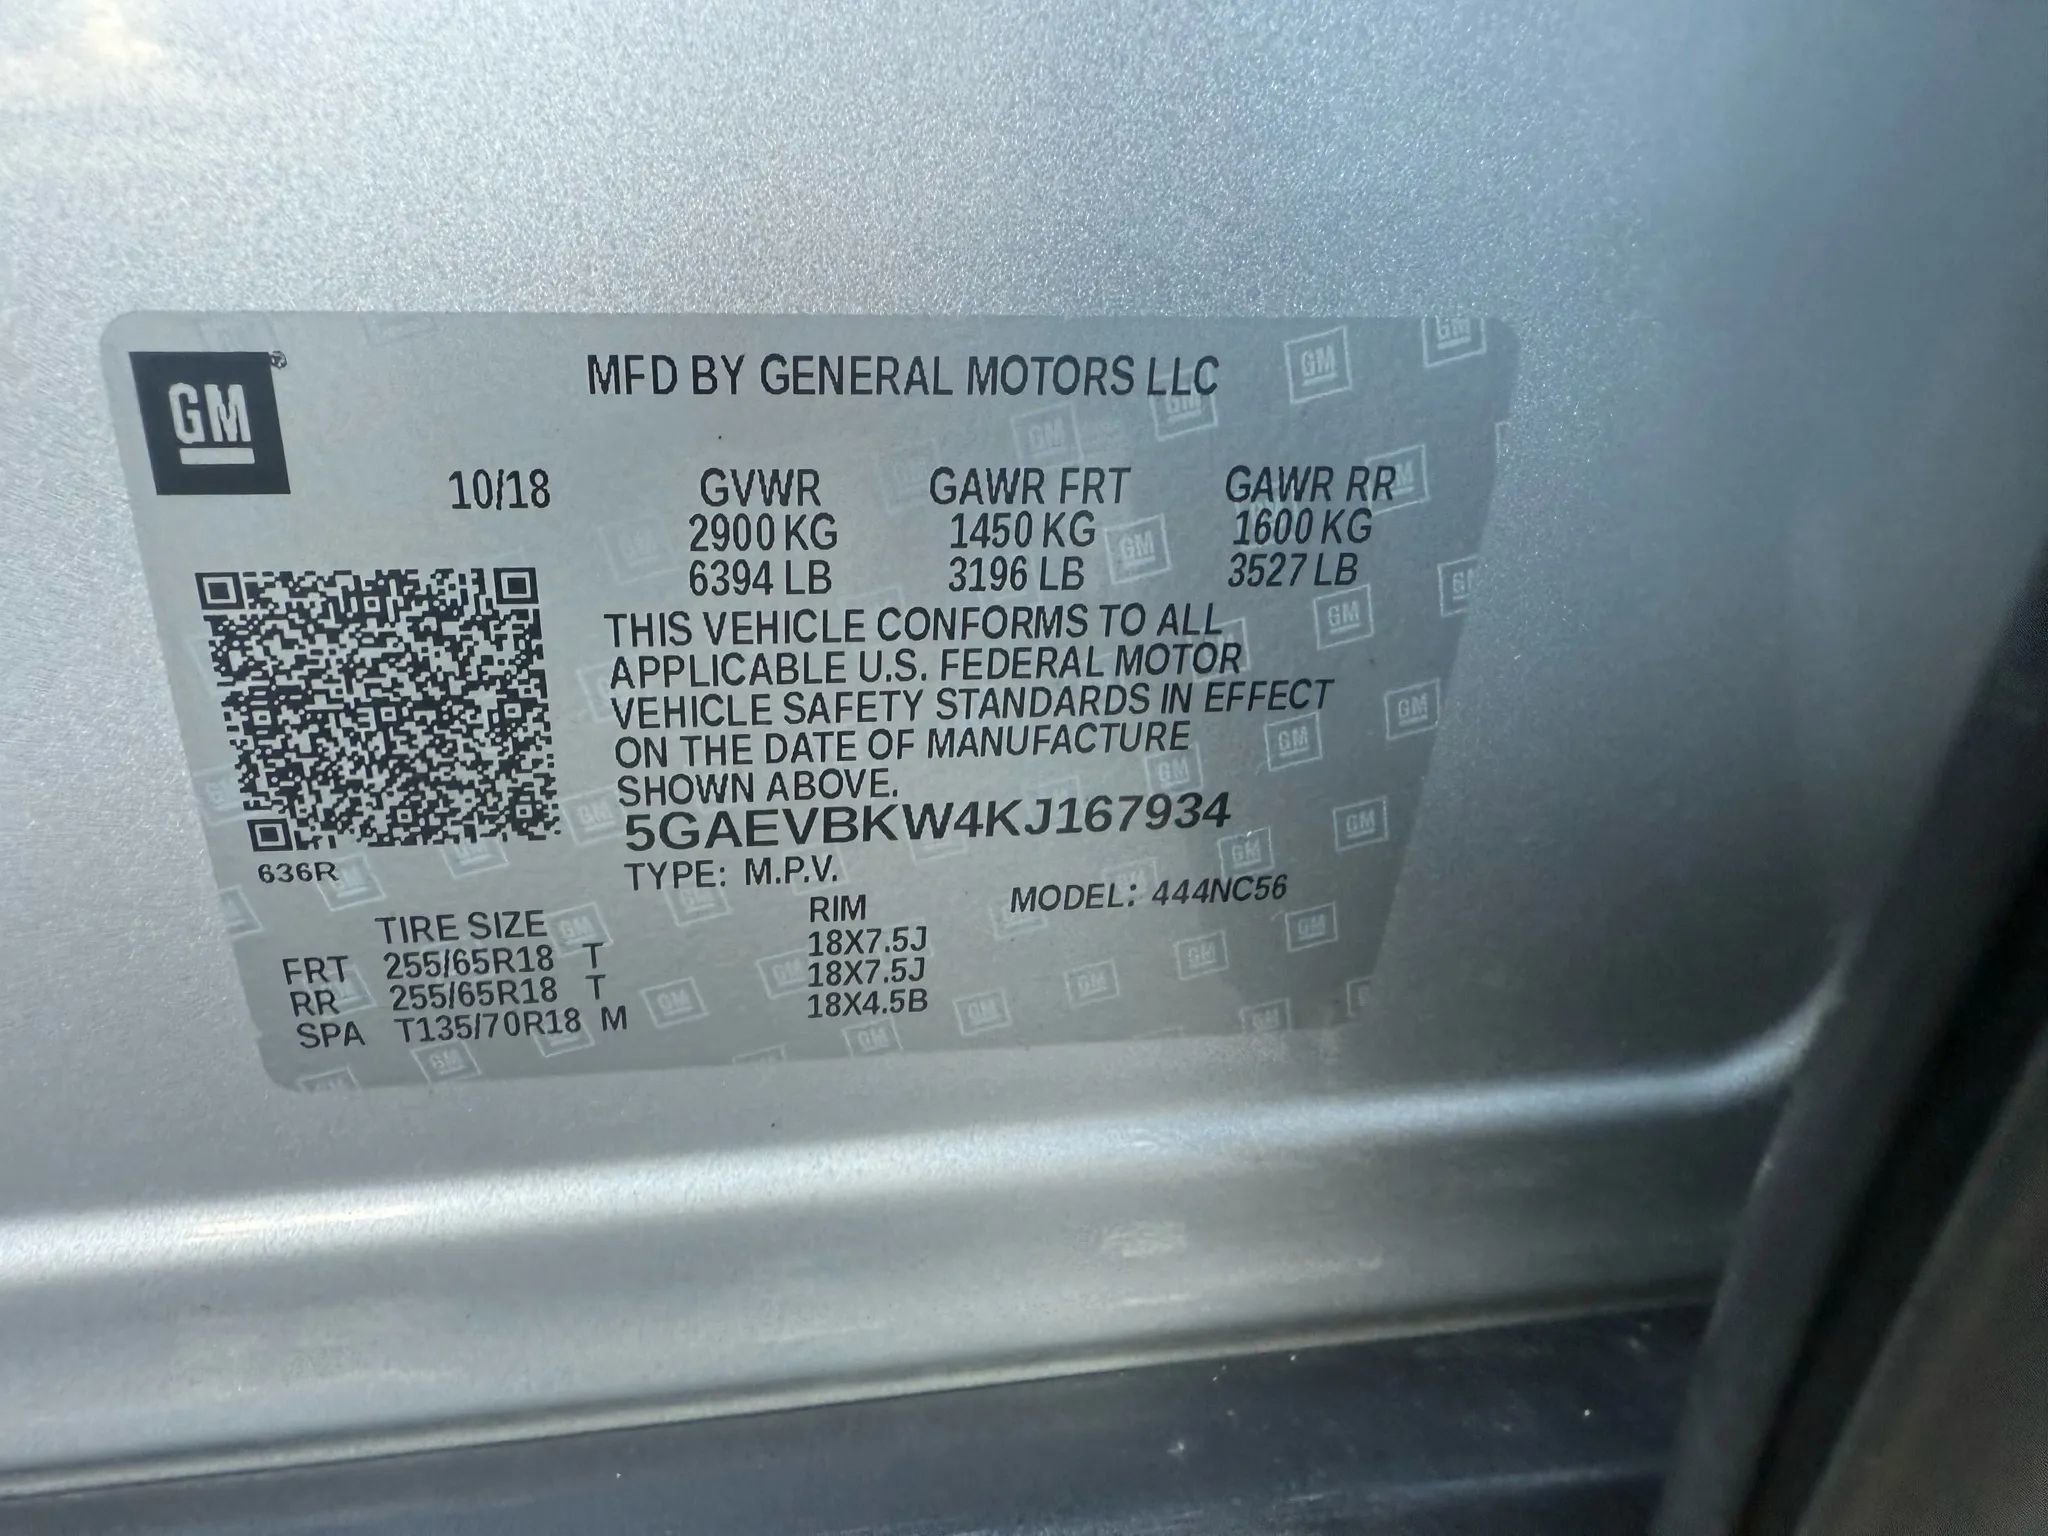 GM
MFD BY GENERAL MOTORS LLC
10/18 GVWR GAWR FRT GAWR RR
2900 KG 1450 KG 1600 KG
6394 LB 3196 LB 3527 LB
THIS VEHICLE CONFORMS TO ALL
APPLICABLE U.S. FEDERAL MOTOR
VEHICLE SAFETY STANDARDS IN EFFECT
ON THE DATE OF MANUFACTURE
SHOWN ABOVE.
5GAEVBKW4KJ167934
636R
TYPE: M.P.V. MODEL: 444NC56
TIRE SIZE RIM
FRT 255/65R18 T 18X7.5J
RR 255/65R18 T 18X7.5J
SPA T135/70R18 M 18X4.5B